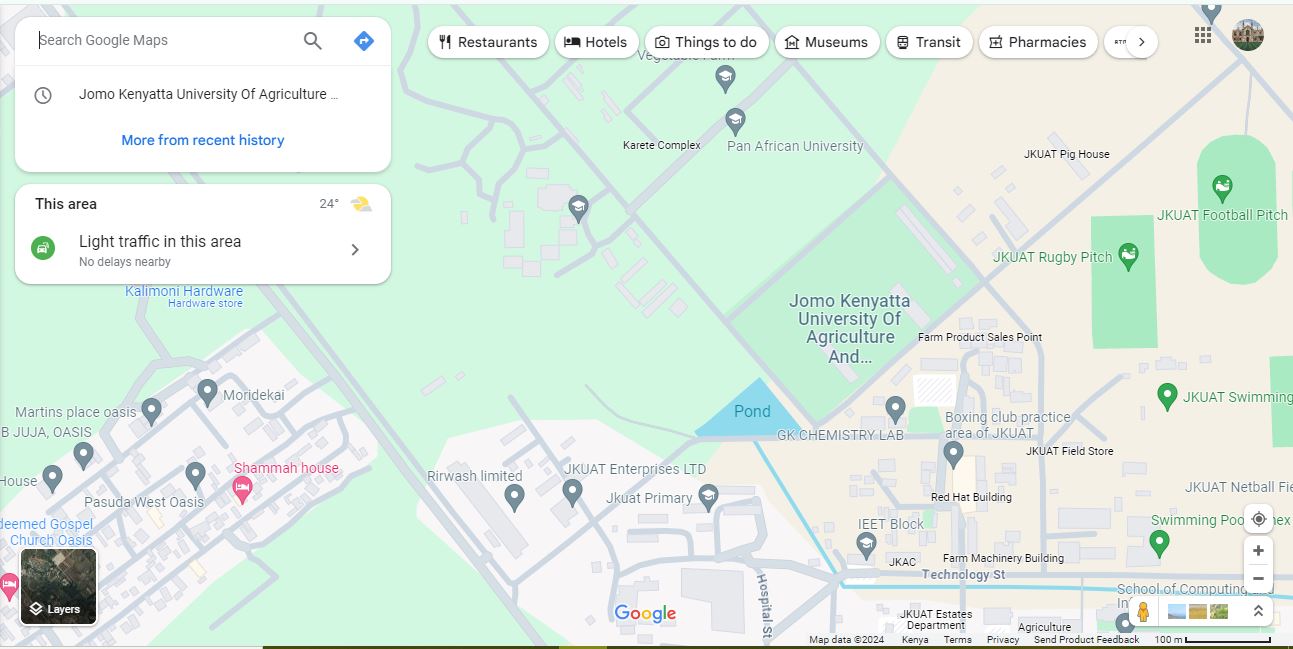 Search Google Maps
Restaurants
Hotels
Things to do
Museums
Transit
Pharmacies
Jomo Kenyatta University Of Agriculture ...
More from recent history
This area
24°
Light traffic in this area
No delays nearby
Karete Complex
Pan African University
JKUAT Pig House
JKUAT Football Pitch
JKUAT Rugby Pitch
Kalimoni Hardware
Hardware store
Jomo Kenyatta
University Of
Agriculture
And...
Farm Product Sales Point
Moridekai
Martins place oasis
B JUJA, OASIS
Pond
GK CHEMISTRY LAB
Boxing club practice
area of JKUAT
JKUAT Swimming
JKUAT Field Store
House
Shammah house
Pasuda West Oasis
Rirwash limited
JKUAT Enterprises LTD
Jkuat Primary
Red Hat Building
JKUAT Netball Fie
deemed Gospel
Church Oasis
IEET Block
Swimming Poo
nex
JKAC
Farm Machinery Building
Technology St
School of Computing and
Layers
Google
Hospital St
JKUAT Estates
Department
Agriculture
Map data ©2024
Kenya
Terms
Privacy
Send Product Feedback
100 m